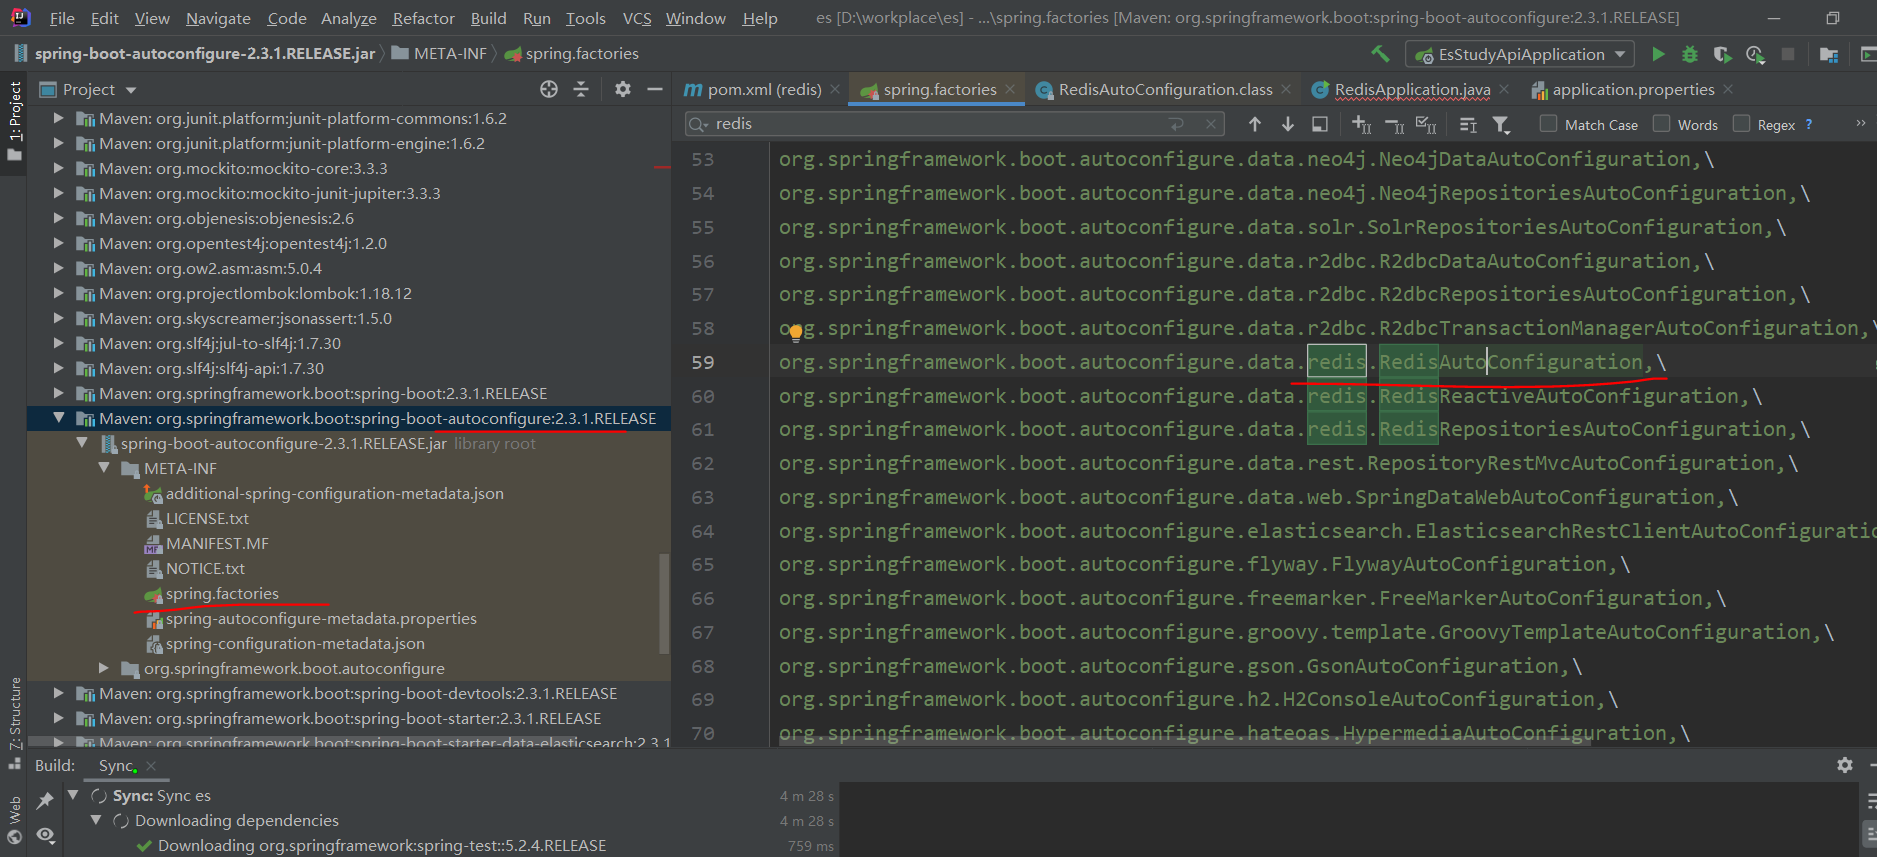 File Edit View Navigate Code Analyze Refactor Build Run Tools VCS Window Help es [D:\workplace\es] - ...\spring.factories [Maven: org.springframework.boot:spring-boot-autoconfigure:2.3.1.RELEASE]
spring-boot-autoconfigure-2.3.1.RELEASE.jar META-INF spring.factories EsStudyApiApplication
1: Project
Project
pom.xml (redis) spring.factories RedisAutoConfiguration.class RedisApplication.java application.properties
redis Match Case Words Regex ?
Maven: org.junit.platform:junit-platform-commons:1.6.2
Maven: org.junit.platform:junit-platform-engine:1.6.2
Maven: org.mockito:mockito-core:3.3.3
Maven: org.mockito:mockito-junit-jupiter:3.3.3
Maven: org.objenesis:objenesis:2.6
Maven: org.opentest4j:opentest4j:1.2.0
Maven: org.ow2.asm:asm:5.0.4
Maven: org.projectlombok:lombok:1.18.12
Maven: org.skyscreamer:jsonassert:1.5.0
Maven: org.slf4j:jul-to-slf4j:1.7.30
Maven: org.slf4j:slf4j-api:1.7.30
Maven: org.springframework.boot:spring-boot:2.3.1.RELEASE
Maven: org.springframework.boot:spring-boot-autoconfigure:2.3.1.RELEASE
spring-boot-autoconfigure-2.3.1.RELEASE.jar library root
META-INF
additional-spring-configuration-metadata.json
LICENSE.txt
MANIFEST.MF
NOTICE.txt
spring.factories
spring-autoconfigure-metadata.properties
spring-configuration-metadata.json
org.springframework.boot.autoconfigure
Maven: org.springframework.boot:spring-boot-devtools:2.3.1.RELEASE
Maven: org.springframework.boot:spring-boot-starter:2.3.1.RELEASE
Maven: org.springframework.boot:spring-boot-starter-data-elasticsearch:2.3.1
53 org.springframework.boot.autoconfigure.data.neo4j.Neo4jDataAutoConfiguration,\
54 org.springframework.boot.autoconfigure.data.neo4j.Neo4jRepositoriesAutoConfiguration,\
55 org.springframework.boot.autoconfigure.data.solr.SolrRepositoriesAutoConfiguration,\
56 org.springframework.boot.autoconfigure.data.r2dbc.R2dbcDataAutoConfiguration,\
57 org.springframework.boot.autoconfigure.data.r2dbc.R2dbcRepositoriesAutoConfiguration,\
58 org.springframework.boot.autoconfigure.data.r2dbc.R2dbcTransactionManagerAutoConfiguration,\
59 org.springframework.boot.autoconfigure.data.redis.RedisAutoConfiguration,\
60 org.springframework.boot.autoconfigure.data.redis.RedisReactiveAutoConfiguration,\
61 org.springframework.boot.autoconfigure.data.redis.RedisRepositoriesAutoConfiguration,\
62 org.springframework.boot.autoconfigure.data.rest.RepositoryRestMvcAutoConfiguration,\
63 org.springframework.boot.autoconfigure.data.web.SpringDataWebAutoConfiguration,\
64 org.springframework.boot.autoconfigure.elasticsearch.ElasticsearchRestClientAutoConfiguratio
65 org.springframework.boot.autoconfigure.flyway.FlywayAutoConfiguration,\
66 org.springframework.boot.autoconfigure.freemarker.FreeMarkerAutoConfiguration,\
67 org.springframework.boot.autoconfigure.groovy.template.GroovyTemplateAutoConfiguration,\
68 org.springframework.boot.autoconfigure.gson.GsonAutoConfiguration,\
69 org.springframework.boot.autoconfigure.h2.H2ConsoleAutoConfiguration,\
70 org.springframework.boot.autoconfigure.hateoas.HypermediaAutoConfiguration,\
Z: Structure
Web
Build: Sync
Sync: Sync es 4 m 28 s
Downloading dependencies 4 m 28 s
Downloading org.springframework:spring-test::5.2.4.RELEASE 759 ms